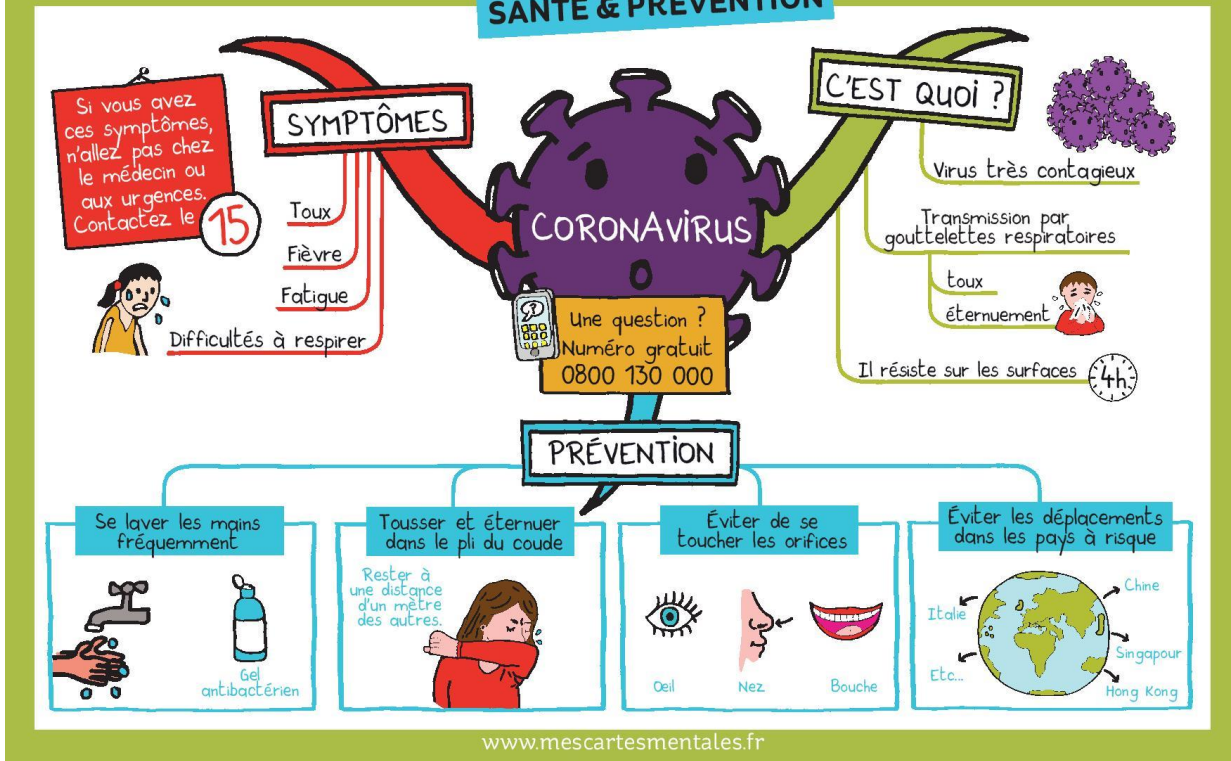 SANTÉ & PRÉVENTION
Si vous avez
ces symptômes,
n'allez pas chez
le médecin ou
aux urgences.
Contactez le 15
SYMPTÔMES
Toux
Fièvre
Fatigue
Difficultés à respirer
CORONAVIRUS
Une question ?
Numéro gratuit
0800 130 000
C'EST QUOI ?
Virus très contagieux
Transmission par
gouttelettes respiratoires
toux
éternuement
Il résiste sur les surfaces 4h
PRÉVENTION
Se laver les mains
fréquemment
Gel
antibactérien
Tousser et éternuer
dans le pli du coude
Rester à
une distance
d'un mètre
des autres.
Éviter de se
toucher les orifices
Œil
Nez
Bouche
Éviter les déplacements
dans les pays à risque
Chine
Italie
Singapour
Etc...
Hong Kong
www.mescartesmentales.fr